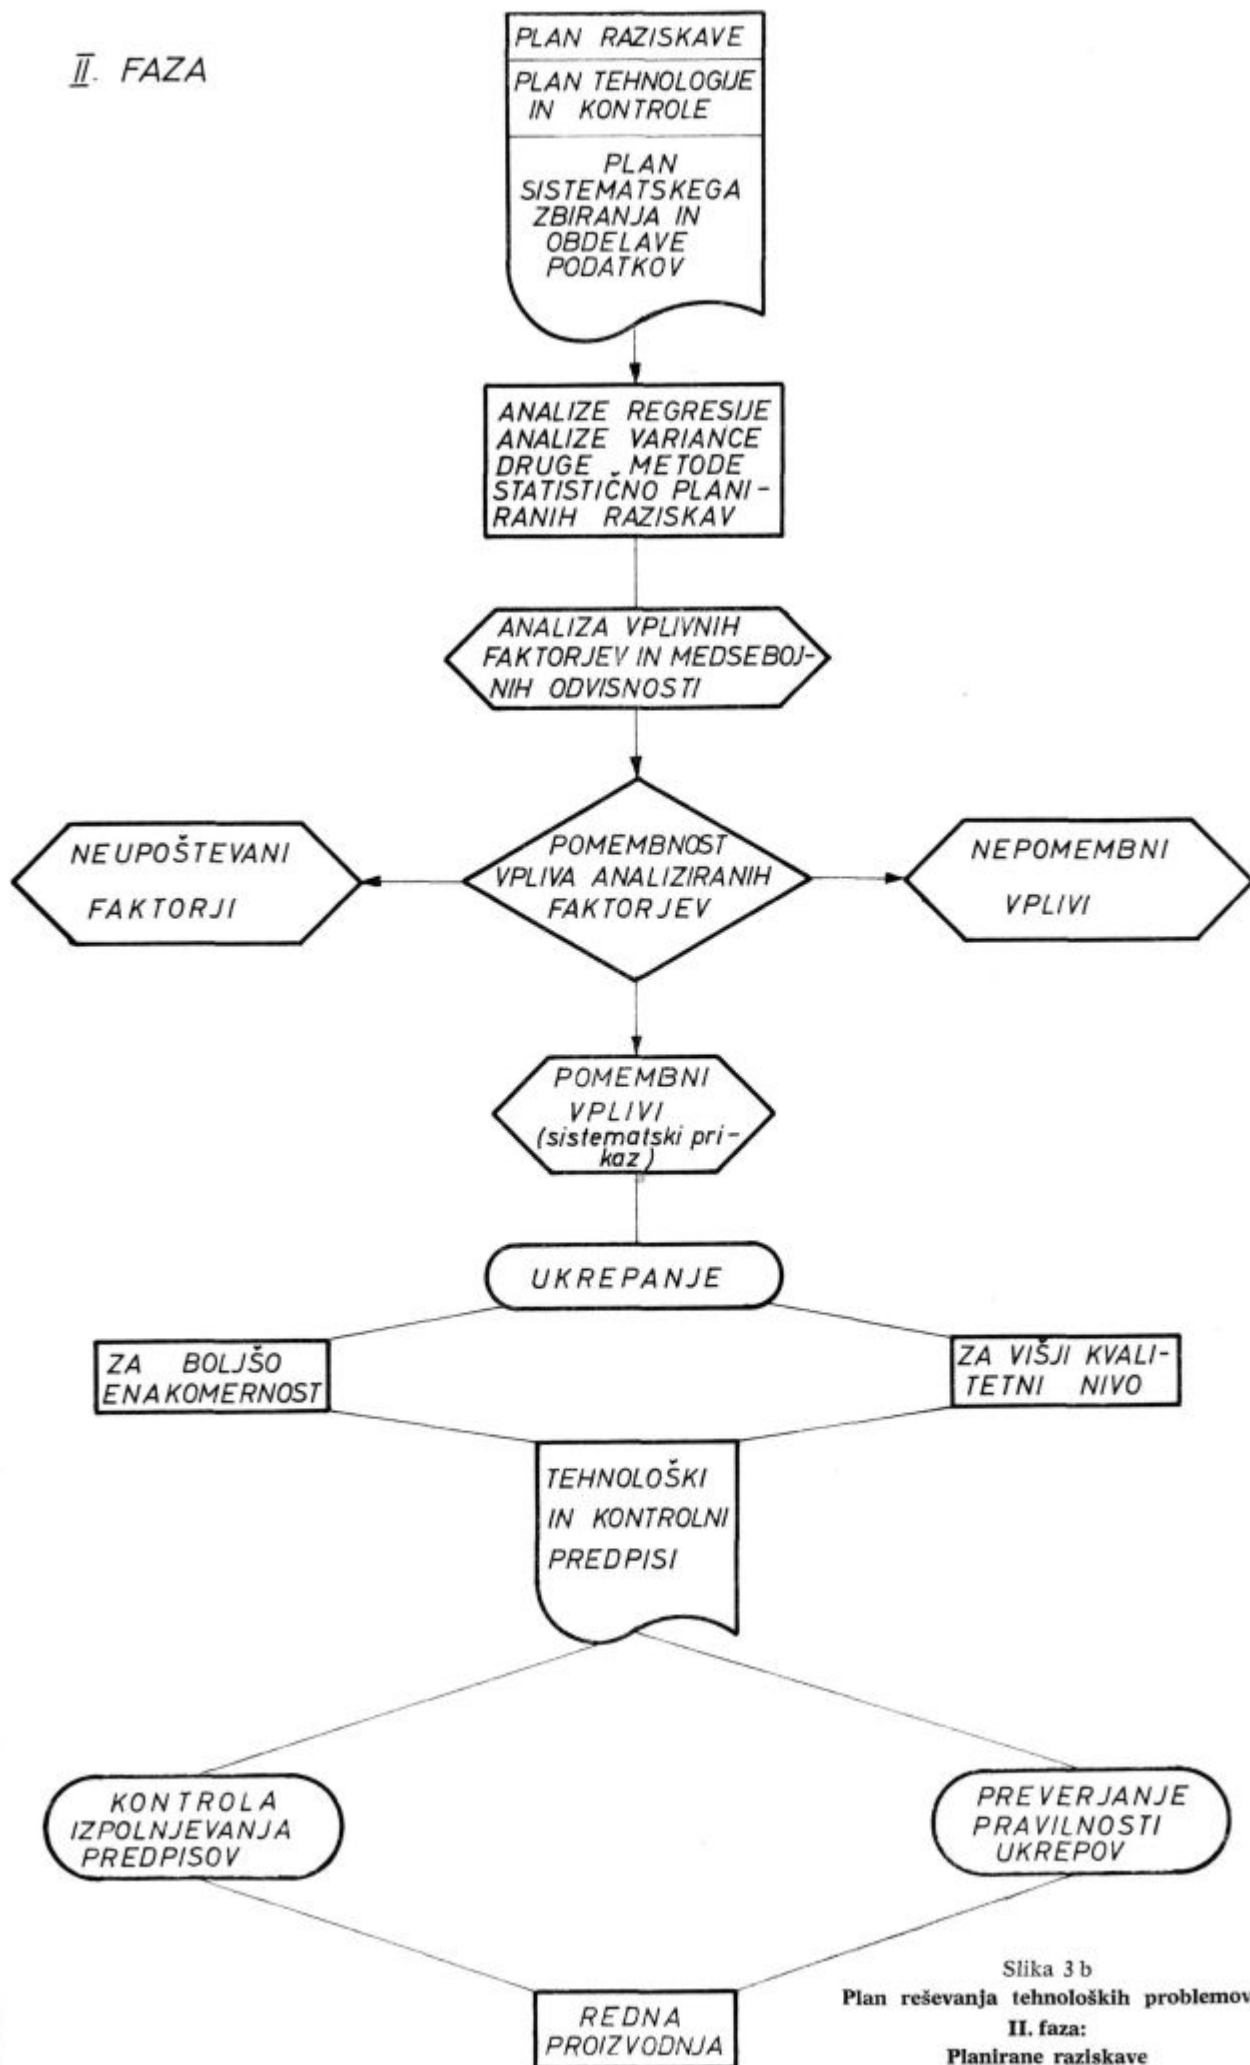 II. FAZA
PLAN RAZISKAVE
PLAN TEHNOLOGIJE
IN KONTROLE
PLAN
SISTEMATSKEGA
ZBIRANJA IN
OBDELAVE
PODATKOV
ANALIZE REGRESIJE
ANALIZE VARIANCE
DRUGE METODE
STATISTIČNO PLANI-
RANIH RAZISKAV
ANALIZA VPLIVNIH
FAKTORJEV IN MEDSEBOJ-
NIH ODVISNOSTI
NEUPOŠTEVANI
FAKTORJI
POMEMBNOST
VPLIVA ANALIZIRANIH
FAKTORJEV
NEPOMEMBNI
VPLIVI
POMEMBNI
VPLIVI
(sistematski pri-
kaz)
UKREPANJE
ZA BOLJŠO
ENAKOMERNOST
ZA VIŠJI KVALI-
TETNI NIVO
TEHNOLOŠKI
IN KONTROLNI
PREDPISI
KONTROLA
IZPOLNJEVANJA
PREDPISOV
PREVERJANJE
PRAVILNOSTI
UKREPOV
REDNA
PROIZVODNJA
Slika 3 b
Plan reševanja tehnoloških problemov
II. faza:
Planirane raziskave